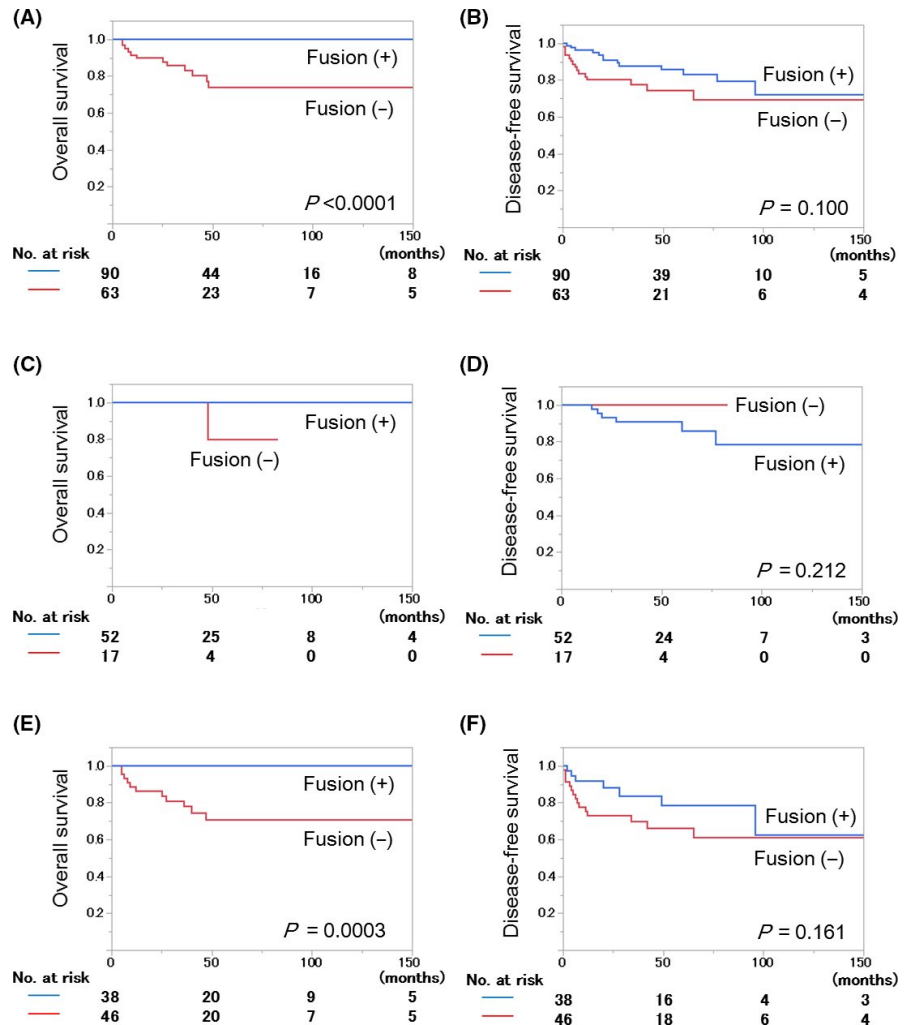 (A)
Overall survival
1.0
0.8
0.6
0.4
0.2
Fusion (+)
Fusion (–)
P <0.0001
0 50 100 150
No. at risk (months)
90 44 16 8
63 23 7 5
(B)
Disease-free survival
1.0
0.8
0.6
0.4
0.2
Fusion (+)
Fusion (–)
P = 0.100
0 50 100 150
No. at risk (months)
90 39 10 5
63 21 6 4
(C)
Overall survival
1.0
0.8
0.6
0.4
0.2
Fusion (+)
Fusion (–)
0 50 100 150
No. at risk (months)
52 25 8 4
17 4 0 0
(D)
Disease-free survival
1.0
0.8
0.6
0.4
0.2
Fusion (–)
Fusion (+)
P = 0.212
0 50 100 150
No. at risk (months)
52 24 7 3
17 4 0 0
(E)
Overall survival
1.0
0.8
0.6
0.4
0.2
Fusion (+)
Fusion (–)
P = 0.0003
0 50 100 150
No. at risk (months)
38 20 9 5
46 20 7 5
(F)
Disease-free survival
1.0
0.8
0.6
0.4
0.2
Fusion (+)
Fusion (–)
P = 0.161
0 50 100 150
No. at risk (months)
38 16 4 3
46 18 6 4